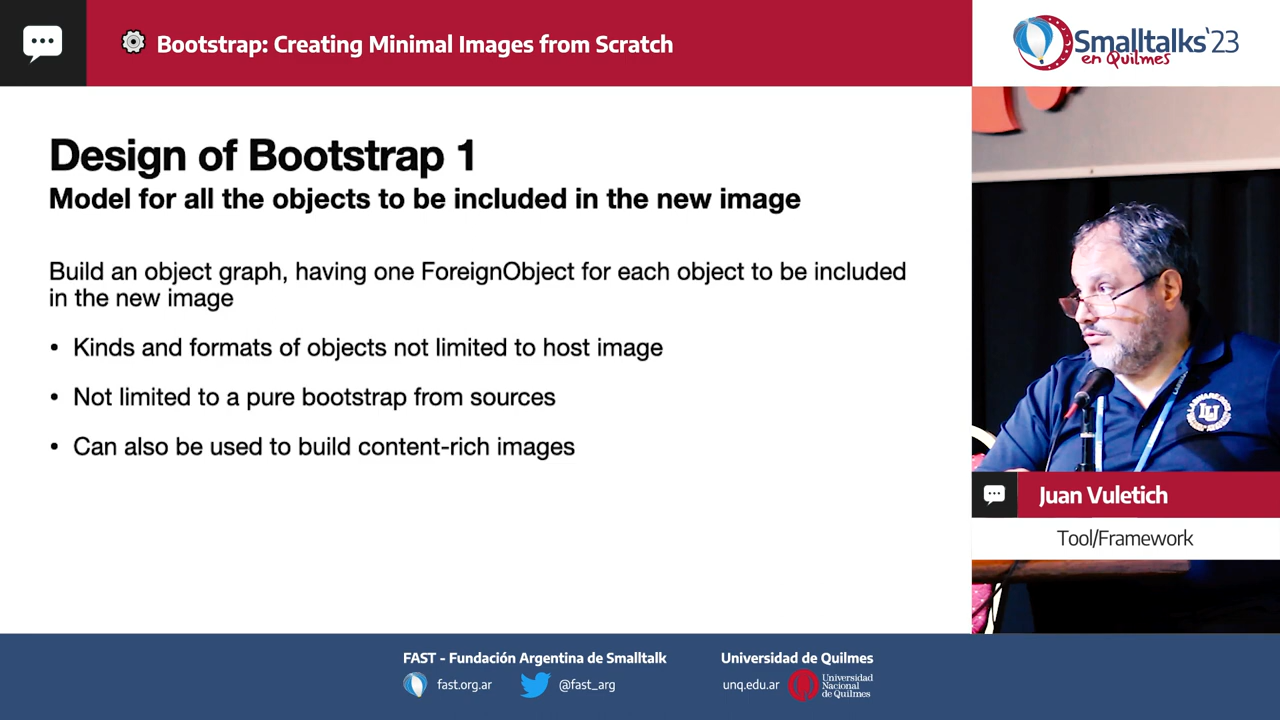 Bootstrap: Creating Minimal Images from Scratch
Smalltalks'23
en Quilmes
Design of Bootstrap 1
Model for all the objects to be included in the new image
Build an object graph, having one ForeignObject for each object to be included
in the new image
• Kinds and formats of objects not limited to host image
• Not limited to a pure bootstrap from sources
• Can also be used to build content-rich images
Juan Vuletich
Tool/Framework
FAST - Fundación Argentina de Smalltalk
fast.org.ar
@fast_arg
Universidad de Quilmes
unq.edu.ar
Universidad
Nacional
de Quilmes